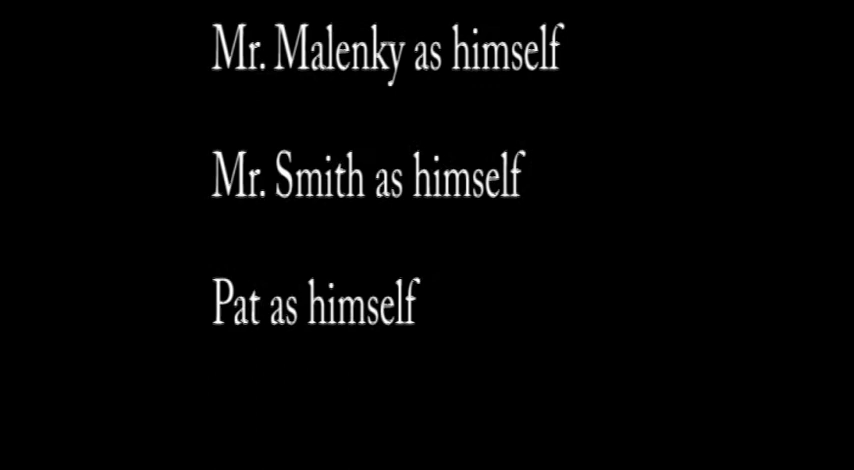 Mr. Malenky as himself
Mr. Smith as himself
Pat as himself